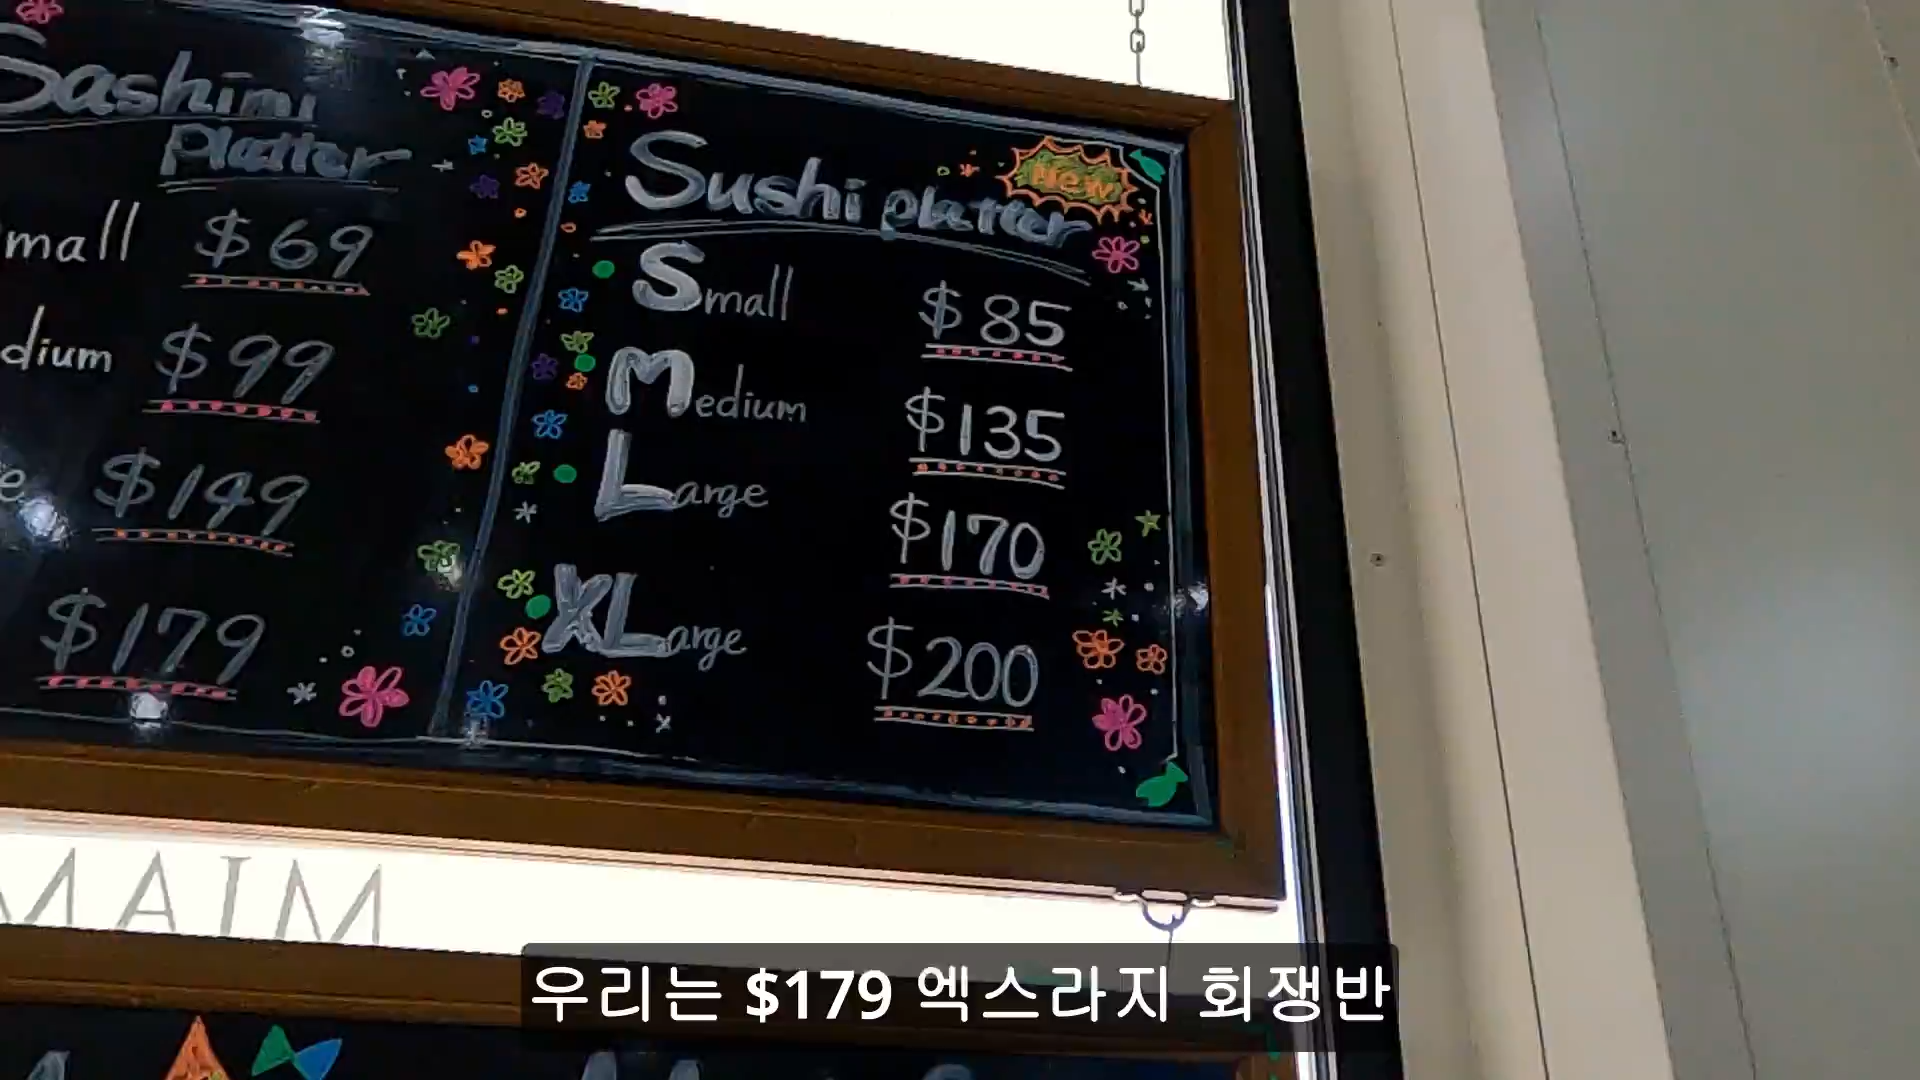 Sashimi
Platter
mall $69
dium $99
e $149
$179
Sushi platter
New
Small $85
Medium $135
Large $170
XLarge $200
MIAM
우리는 $179 엑스라지 회쟁반